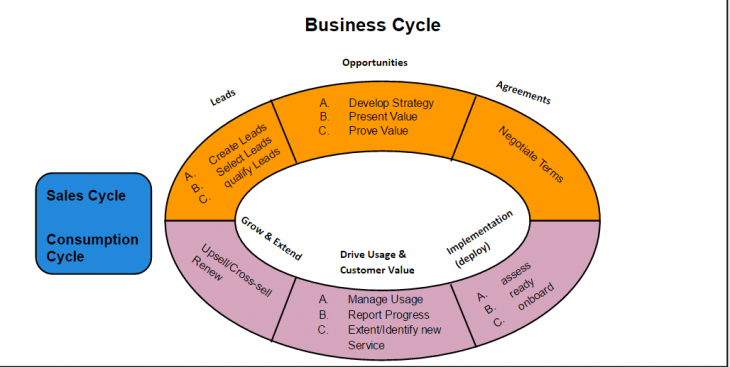 Business Cycle
Opportunities
Leads
Agreements
A. Develop Strategy
B. Present Value
C. Prove Value
A. Create Leads
B. Select Leads
C. qualify Leads
Negotiate Terms
Sales Cycle
Consumption
Cycle
Grow & Extend
Drive Usage &
Customer Value
Implementation
(deploy)
Upsell/Cross-sell
Renew
A. Manage Usage
B. Report Progress
C. Extent/Identify new
Service
A. assess
B. ready
C. onboard